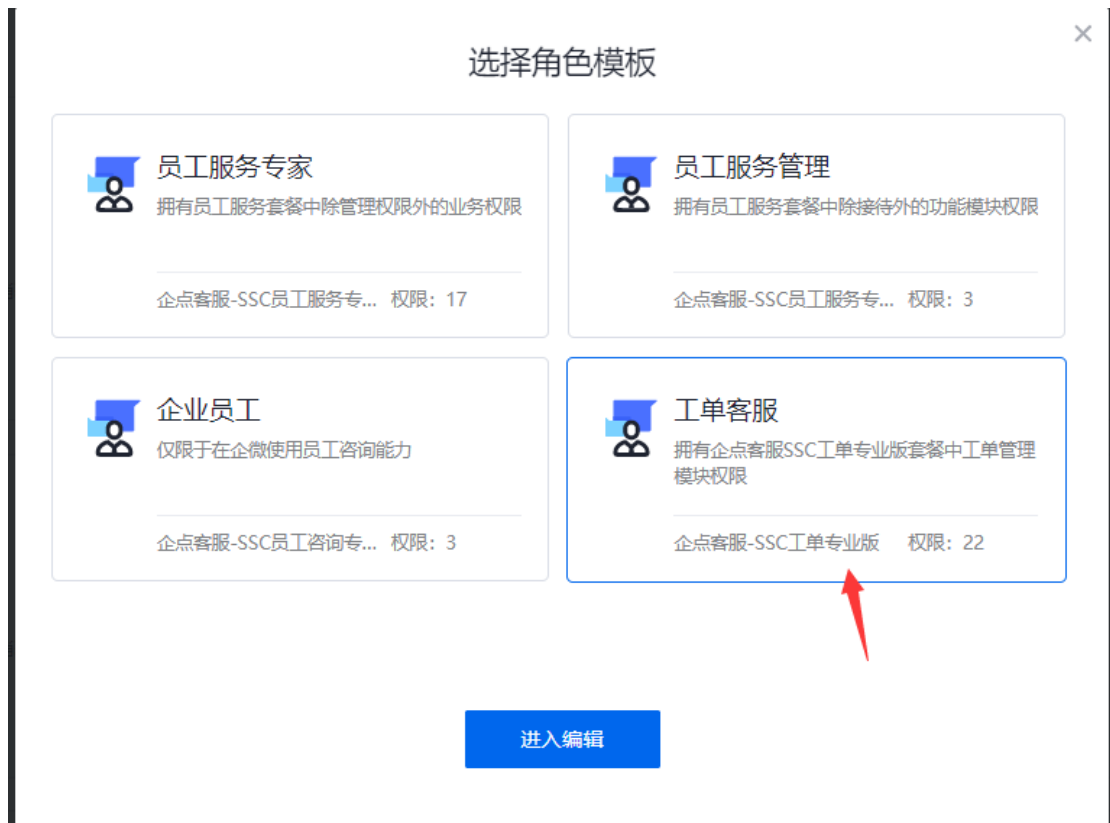 选择角色模板
员工服务专家
拥有员工服务套餐中除管理权限外的业务权限
企点客服-SSC员工服务专... 权限：17
员工服务管理
拥有员工服务套餐中除接待外的功能模块权限
企点客服-SSC员工服务专... 权限：3
企业员工
仅限于在企微使用员工咨询能力
企点客服-SSC员工咨询专... 权限：3
工单客服
拥有企点客服SSC工单专业版套餐中工单管理
模块权限
企点客服-SSC工单专业版 权限：22
进入编辑